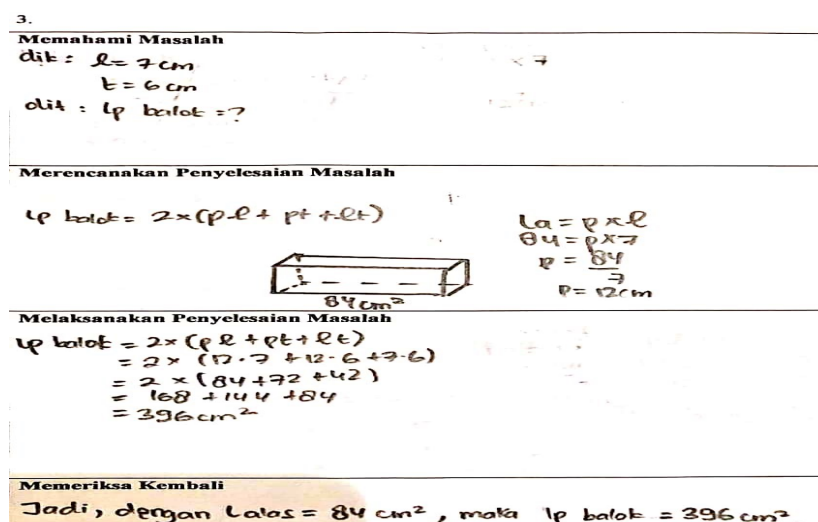 3.
Memahami Masalah
dik : l = 7 cm
t = 6 cm
dit : Lp balok = ?
Merencanakan Penyelesaian Masalah
Lp balok = 2×(p.l + pt + lt)
84 cm²
La = p × l
84 = p × 7
p = 84/7
p = 12 cm
Melaksanakan Penyelesaian Masalah
Lp balok = 2×(pl + pt + lt)
= 2 × (12·7 + 12·6 + 7·6)
= 2 × (84 + 72 + 42)
= 168 + 144 + 84
= 396 cm²
Memeriksa Kembali
Jadi, dengan Lalas = 84 cm², maka lp balok = 396 cm²